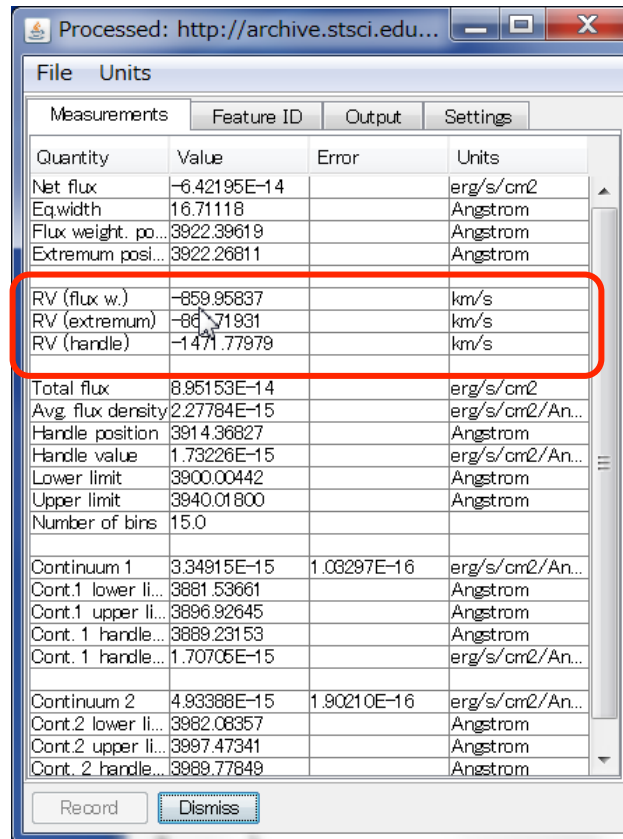 Processed: http://archive.stsci.edu...
File Units
Measurements Feature ID Output Settings
Quantity Value Error Units
Net flux -6.42195E-14 erg/s/cm2
Eq.width 16.71118 Angstrom
Flux weight. po... 3922.39619 Angstrom
Extremum posi... 3922.26811 Angstrom
RV (flux w.) -859.95837 km/s
RV (extremum) km/s
RV (handle) -1471.77979 km/s
Total flux 8.95153E-14 erg/s/cm2
Avg. flux density 2.27784E-15 erg/s/cm2/An...
Handle position 3914.36827 Angstrom
Handle value 1.73226E-15 erg/s/cm2/An...
Lower limit 3900.00442 Angstrom
Upper limit 3940.01800 Angstrom
Number of bins 15.0
Continuum 1 3.34915E-15 1.03297E-16 erg/s/cm2/An...
Cont.1 lower li... 3881.53661 Angstrom
Cont.1 upper li... 3896.92645 Angstrom
Cont. 1 handle... 3889.23153 Angstrom
Cont. 1 handle... 1.70705E-15 erg/s/cm2/An...
Continuum 2 4.93388E-15 1.90210E-16 erg/s/cm2/An...
Cont.2 lower li... 3982.08357 Angstrom
Cont.2 upper li... 3997.47341 Angstrom
Cont. 2 handle... 3989.77849 Angstrom
Record Dismiss